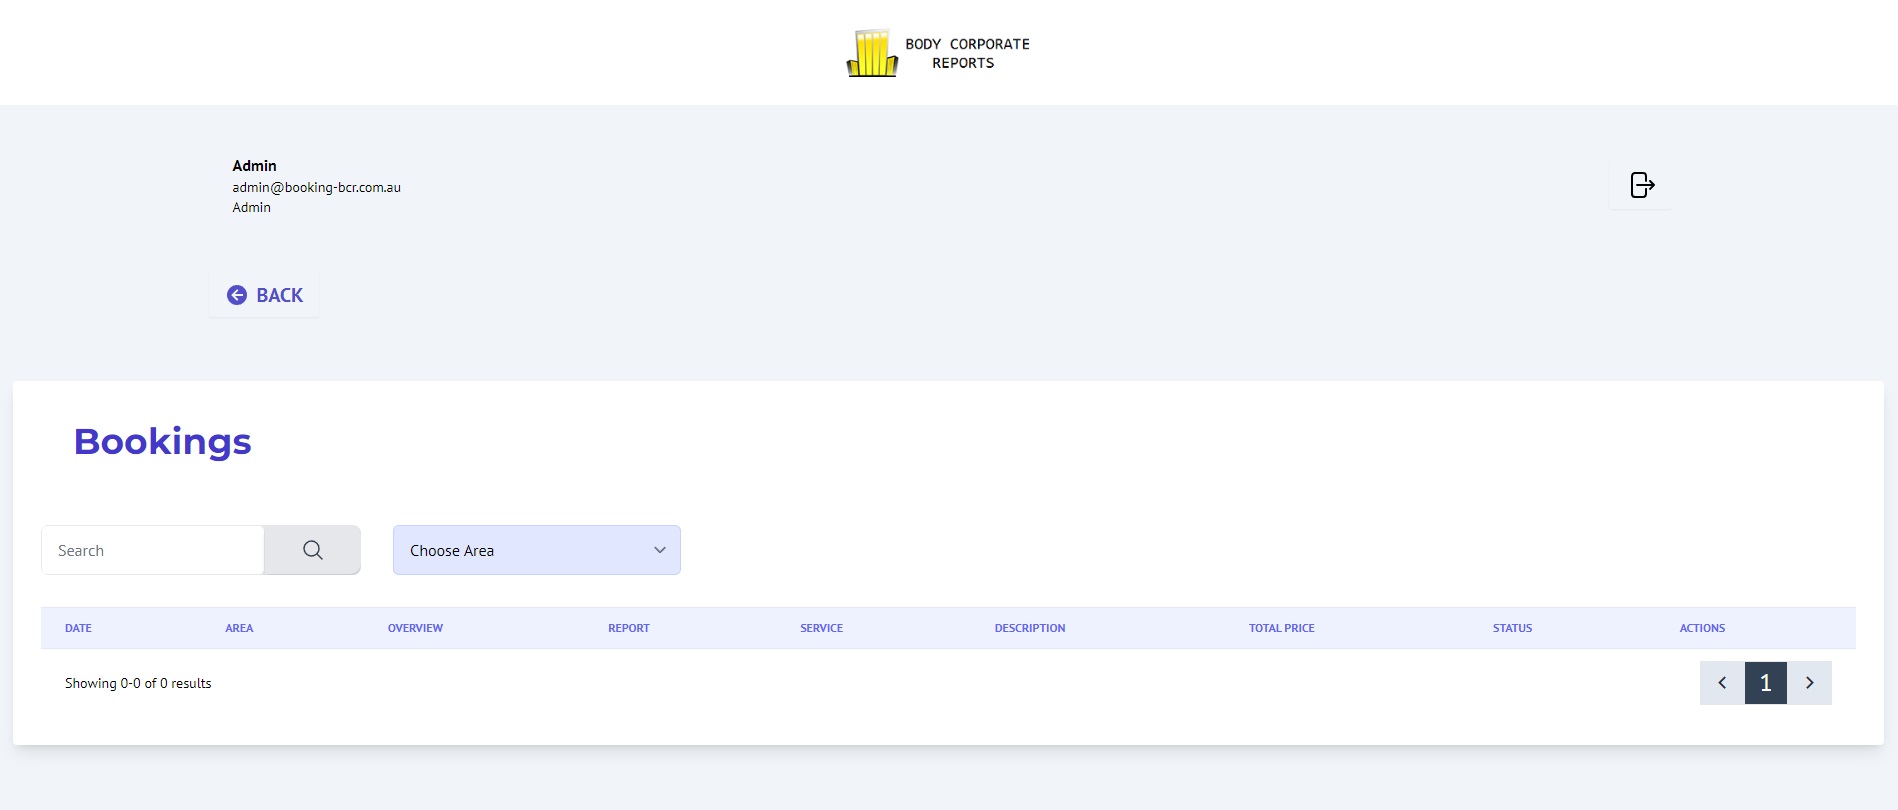 BODY CORPORATE
REPORTS
Admin
admin@booking-bcr.com.au
Admin
BACK
Bookings
Search
Choose Area
DATE AREA OVERVIEW REPORT SERVICE DESCRIPTION TOTAL PRICE STATUS ACTIONS
Showing 0-0 of 0 results
1